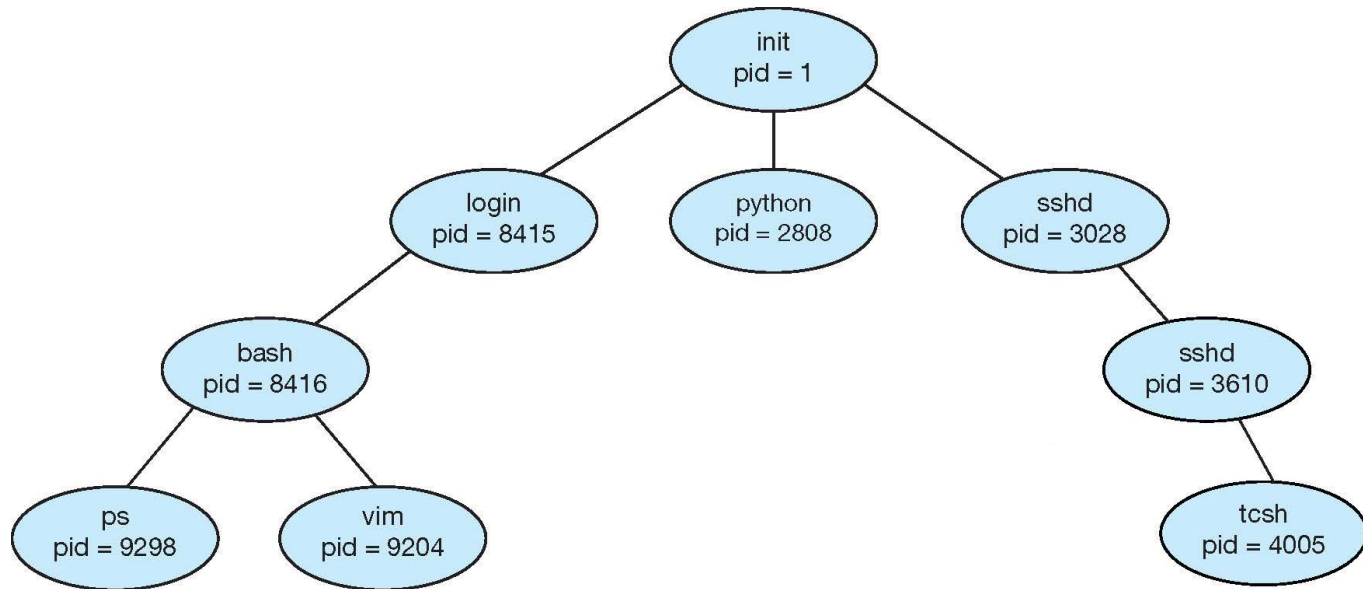 init
pid = 1
login
pid = 8415
python
pid = 2808
sshd
pid = 3028
bash
pid = 8416
sshd
pid = 3610
ps
pid = 9298
vim
pid = 9204
tcsh
pid = 4005